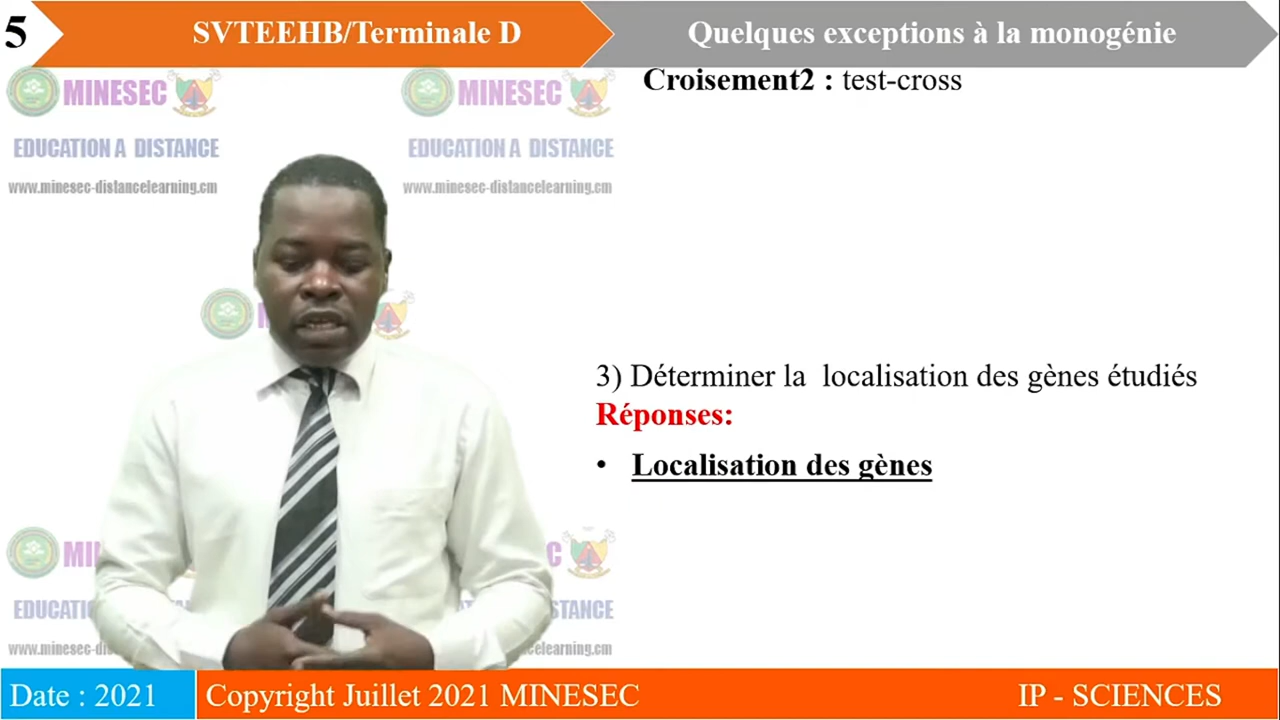 5
SVTEEHB/Terminale D
Quelques exceptions à la monogénie
MINESEC
MINESEC
Croisement2 : test-cross
EDUCATION A DISTANCE
EDUCATION A DISTANCE
www.minesec-distancelearning.cm
www.minesec-distancelearning.cm
3) Déterminer la localisation des gènes étudiés
Réponses:
• Localisation des gènes
Date : 2021
Copyright Juillet 2021 MINESEC
IP - SCIENCES